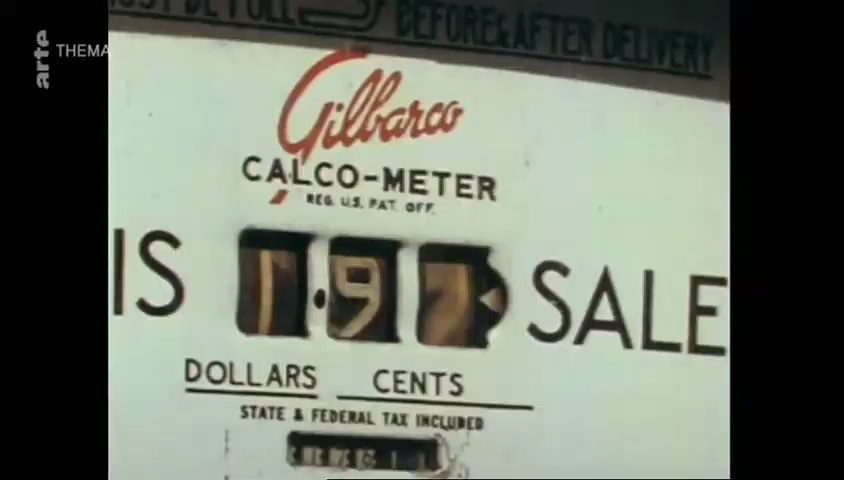 arte THEMA
BEFORE & AFTER DELIVERY
Gilbarco
CALCO-METER
REG. U.S. PAT. OFF.
IS 1.97 SALE
DOLLARS CENTS
STATE & FEDERAL TAX INCLUDED